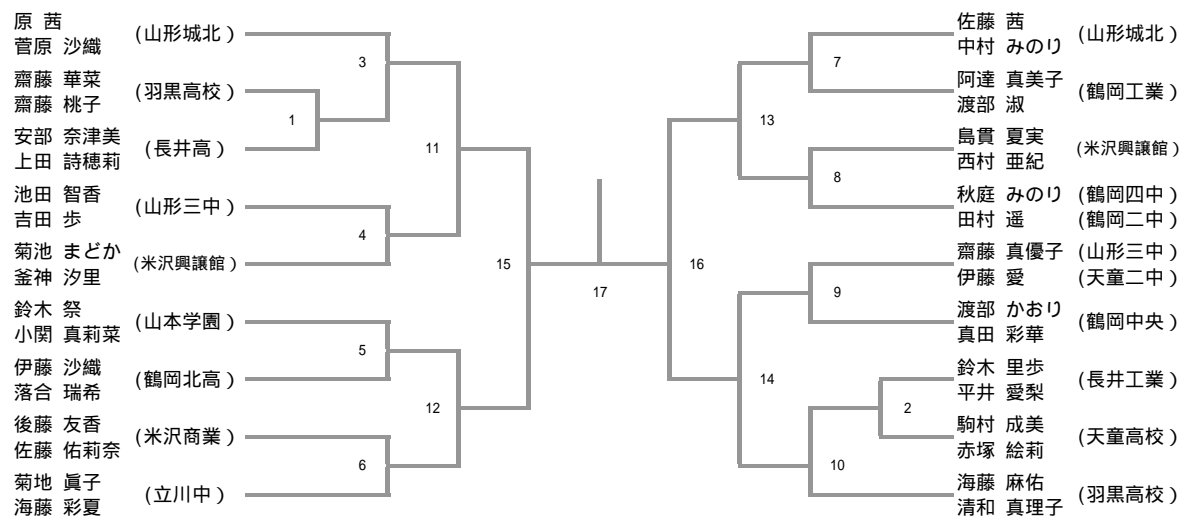 原 茜
菅原 沙織
(山形城北)
齋藤 華菜
齋藤 桃子
(羽黒高校)
安部 奈津美
上田 詩穂莉
(長井高)
池田 智香
吉田 歩
(山形三中)
菊池 まどか
釜神 汐里
(米沢興譲館)
鈴木 祭
小関 真莉菜
(山本学園)
伊藤 沙織
落合 瑞希
(鶴岡北高)
後藤 友香
佐藤 佑莉奈
(米沢商業)
菊地 眞子
海藤 彩夏
(立川中)
3
1
11
4
15
5
12
6
17
7
13
8
16
9
14
2
10
佐藤 茜
中村 みのり
(山形城北)
阿達 真美子
渡部 淑
(鶴岡工業)
島貫 夏実
西村 亜紀
(米沢興譲館)
秋庭 みのり (鶴岡四中)
田村 遥 (鶴岡二中)
齋藤 真優子 (山形三中)
伊藤 愛 (天童二中)
渡部 かおり
真田 彩華
(鶴岡中央)
鈴木 里歩
平井 愛梨
(長井工業)
駒村 成美
赤塚 絵莉
(天童高校)
海藤 麻佑
清和 真理子
(羽黒高校)